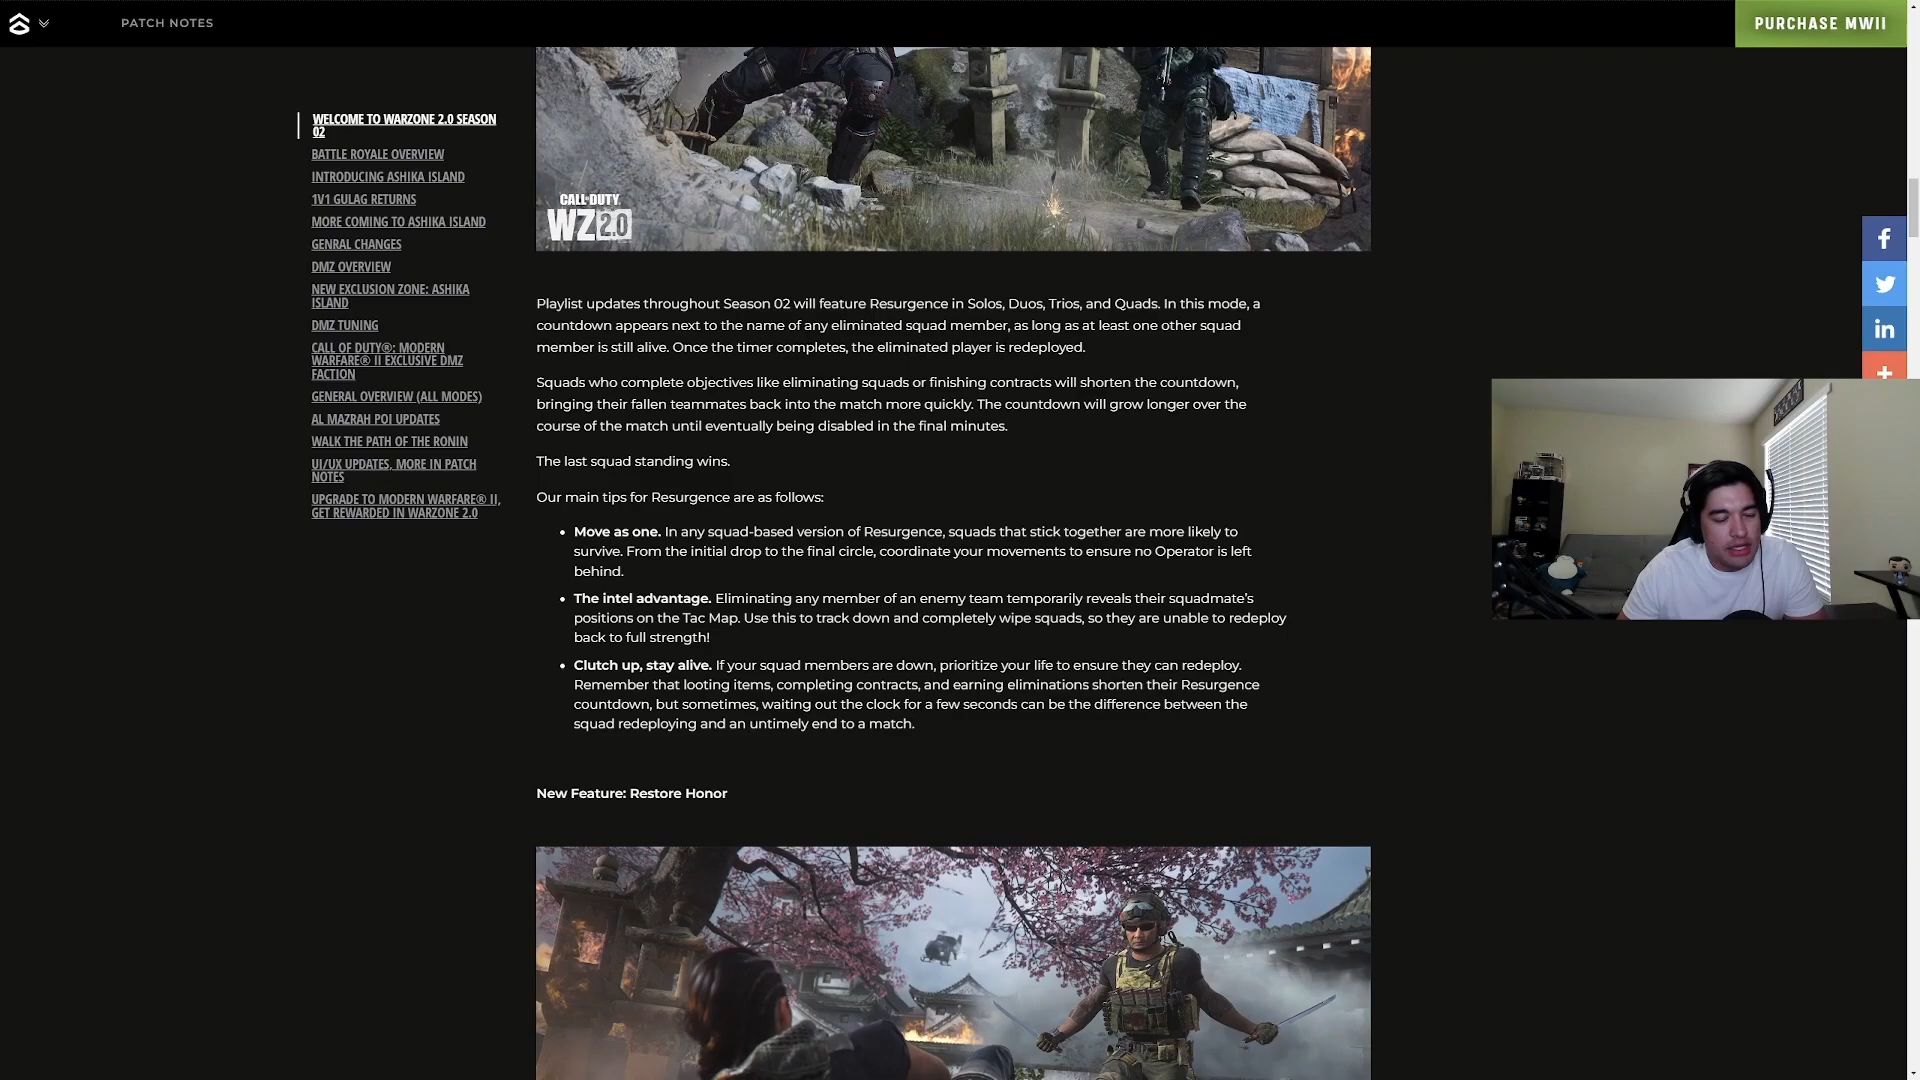 PATCH NOTES
PURCHASE MWII
WELCOME TO WARZONE 2.0 SEASON
02
BATTLE ROYALE OVERVIEW
INTRODUCING ASHIKA ISLAND
1V1 GULAG RETURNS
MORE COMING TO ASHIKA ISLAND
GENRAL CHANGES
DMZ OVERVIEW
NEW EXCLUSION ZONE: ASHIKA
ISLAND
DMZ TUNING
CALL OF DUTY®: MODERN
WARFARE® II EXCLUSIVE DMZ
FACTION
GENERAL OVERVIEW (ALL MODES)
AL MAZRAH POI UPDATES
WALK THE PATH OF THE RONIN
UI/UX UPDATES, MORE IN PATCH
NOTES
UPGRADE TO MODERN WARFARE® II,
GET REWARDED IN WARZONE 2.0
CALL OF DUTY
WZ 2.0
Playlist updates throughout Season 02 will feature Resurgence in Solos, Duos, Trios, and Quads. In this mode, a
countdown appears next to the name of any eliminated squad member, as long as at least one other squad
member is still alive. Once the timer completes, the eliminated player is redeployed.
Squads who complete objectives like eliminating squads or finishing contracts will shorten the countdown,
bringing their fallen teammates back into the match more quickly. The countdown will grow longer over the
course of the match until eventually being disabled in the final minutes.
The last squad standing wins.
Our main tips for Resurgence are as follows:
• Move as one. In any squad-based version of Resurgence, squads that stick together are more likely to
survive. From the initial drop to the final circle, coordinate your movements to ensure no Operator is left
behind.
• The intel advantage. Eliminating any member of an enemy team temporarily reveals their squadmate's
positions on the Tac Map. Use this to track down and completely wipe squads, so they are unable to redeploy
back to full strength!
• Clutch up, stay alive. If your squad members are down, prioritize your life to ensure they can redeploy.
Remember that looting items, completing contracts, and earning eliminations shorten their Resurgence
countdown, but sometimes, waiting out the clock for a few seconds can be the difference between the
squad redeploying and an untimely end to a match.
New Feature: Restore Honor